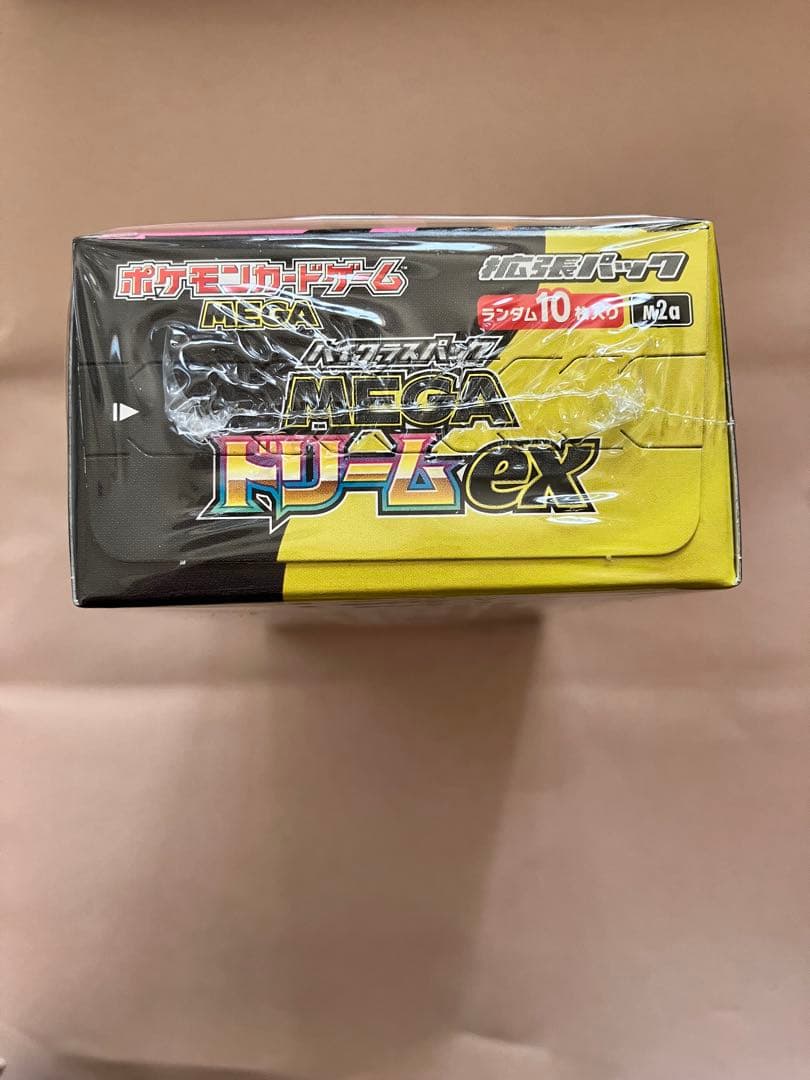 ポケモンカードゲーム
MEGA
拡張パック
ランダム10枚入り M2a
ハイクラスパック
MEGA
ドリームex